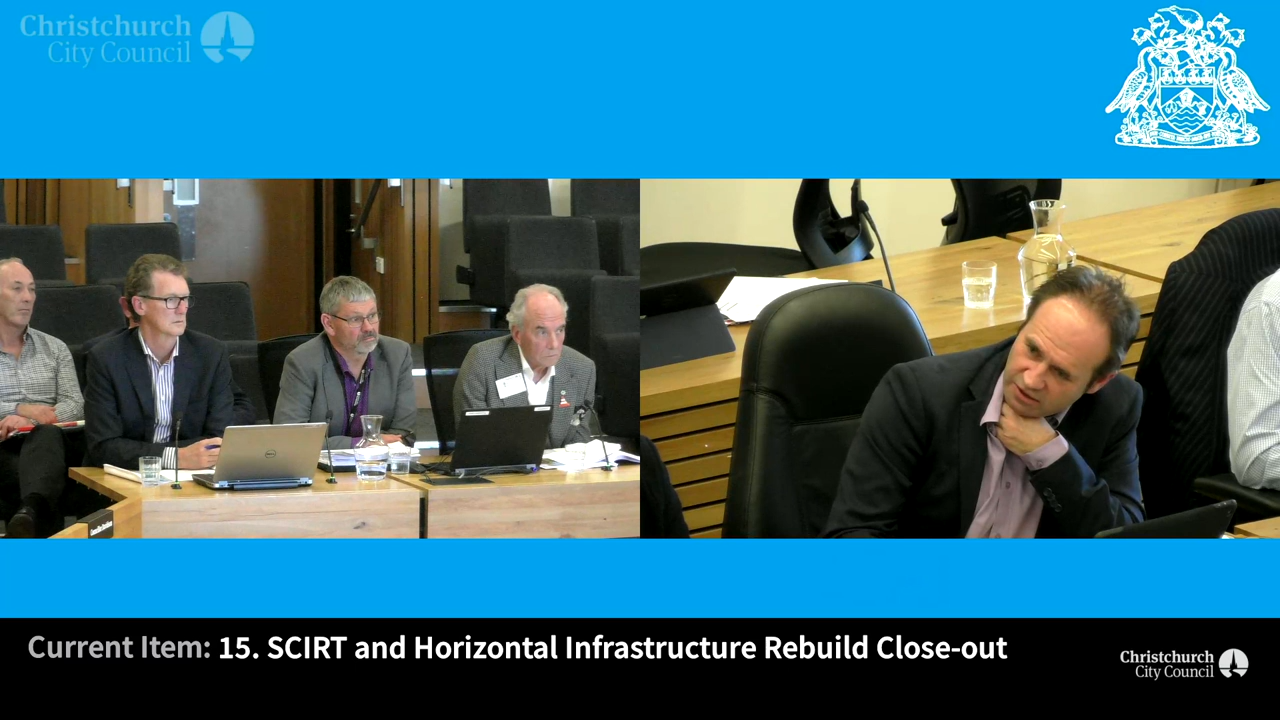 Christchurch
City Council
Current Item: 15. SCIRT and Horizontal Infrastructure Rebuild Close-out
Christchurch
City Council